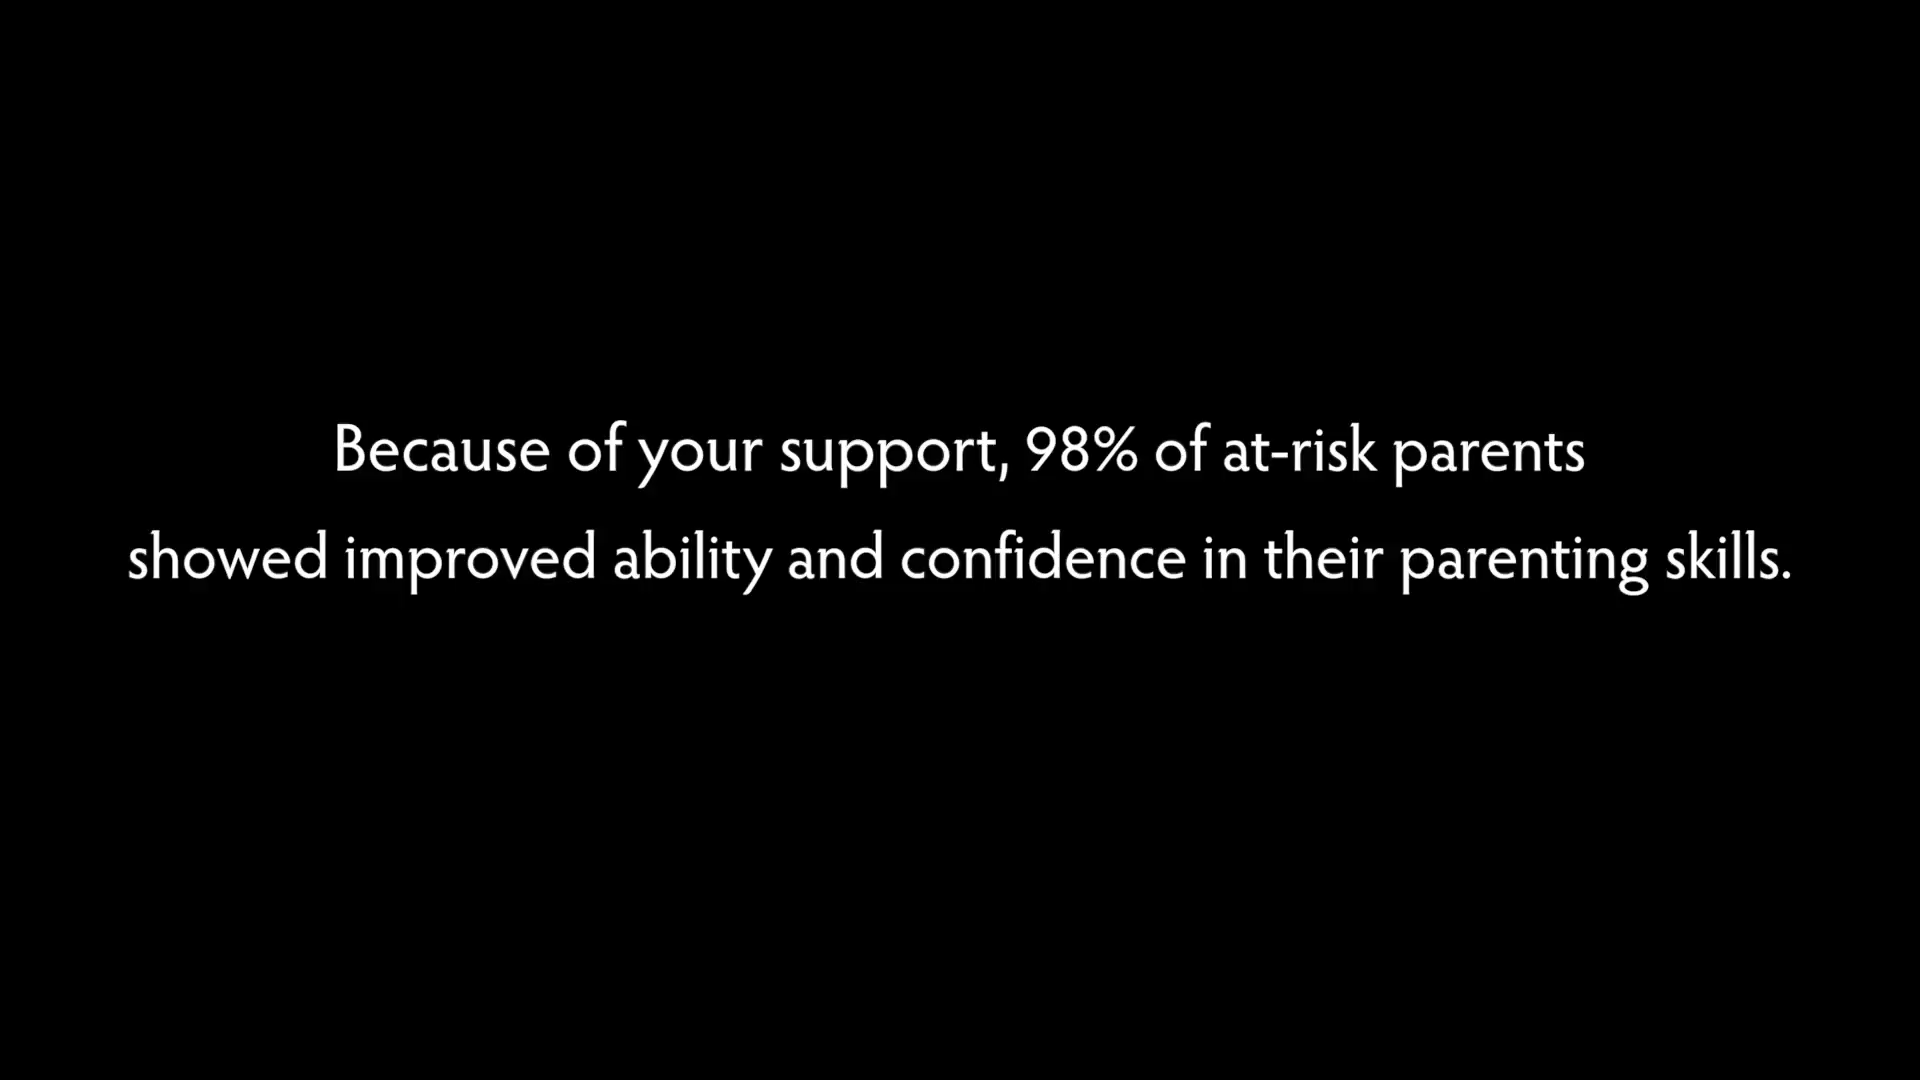 Because of your support, 98% of at-risk parents
showed improved ability and confidence in their parenting skills.